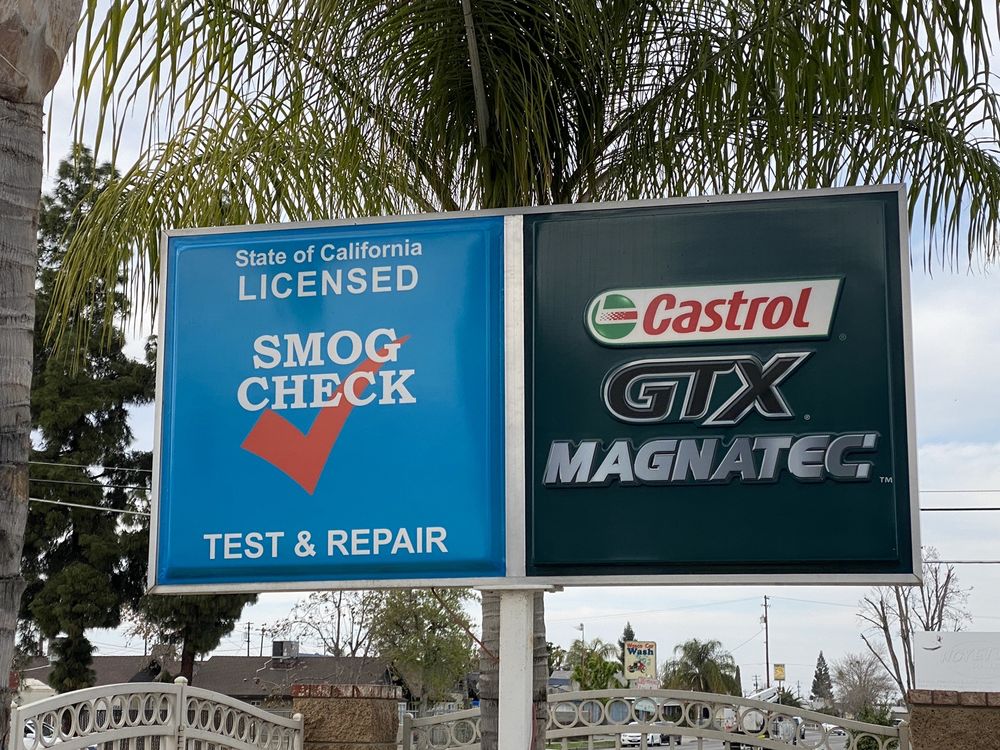 State of California
LICENSED
SMOG
CHECK
TEST & REPAIR
Castrol
GTX
MAGNATEC
TM
Wash